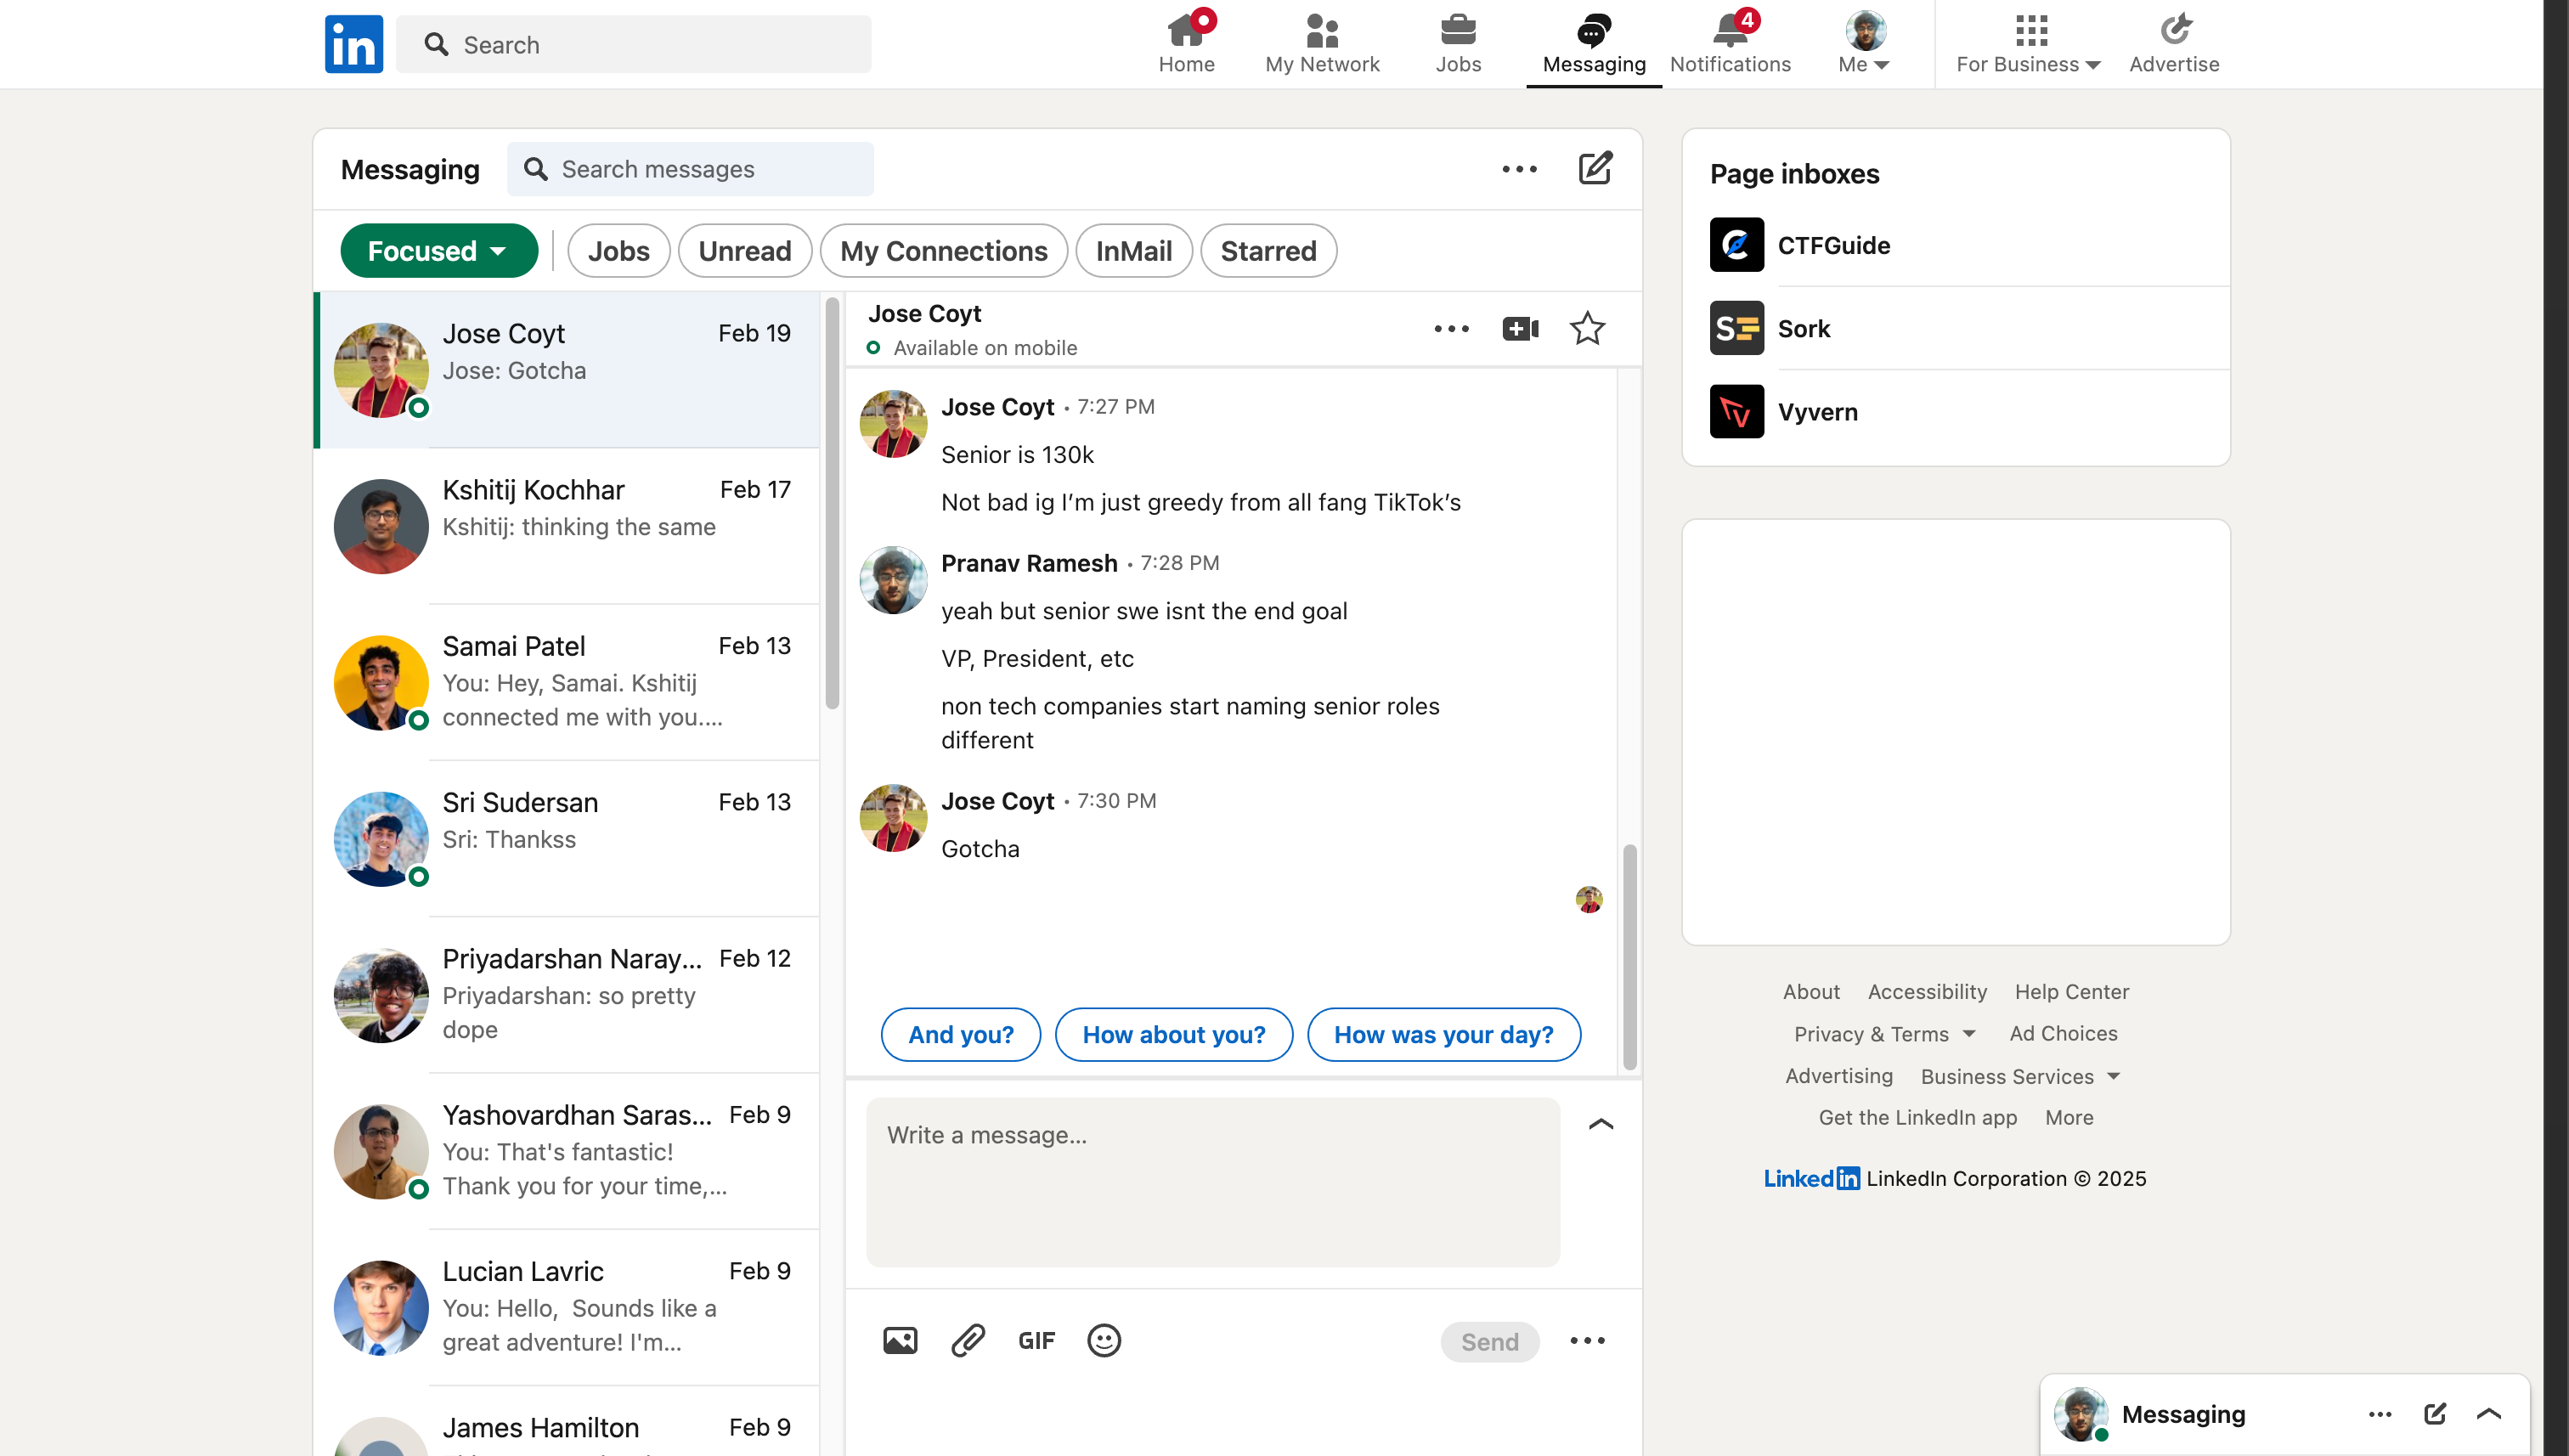 in
Search
Home
My Network
Jobs
Messaging
4
Notifications
Me
For Business
Advertise
Messaging
Search messages
Focused
Jobs
Unread
My Connections
InMail
Starred
Jose Coyt
Feb 19
Jose: Gotcha
Kshitij Kochhar
Feb 17
Kshitij: thinking the same
Samai Patel
Feb 13
You: Hey, Samai. Kshitij
connected me with you....
Sri Sudersan
Feb 13
Sri: Thankss
Priyadarshan Naray...
Feb 12
Priyadarshan: so pretty
dope
Yashovardhan Saras...
Feb 9
You: That's fantastic!
Thank you for your time,...
Lucian Lavric
Feb 9
You: Hello,  Sounds like a
great adventure! I'm...
James Hamilton
Feb 9
Jose Coyt
Available on mobile
Jose Coyt • 7:27 PM
Senior is 130k
Not bad ig I’m just greedy from all fang TikTok’s
Pranav Ramesh • 7:28 PM
yeah but senior swe isnt the end goal
VP, President, etc
non tech companies start naming senior roles
different
Jose Coyt • 7:30 PM
Gotcha
And you?
How about you?
How was your day?
Write a message...
GIF
Send
Page inboxes
CTFGuide
Sork
Vyvern
About
Accessibility
Help Center
Privacy & Terms
Ad Choices
Advertising
Business Services
Get the LinkedIn app
More
LinkedIn LinkedIn Corporation © 2025
Messaging